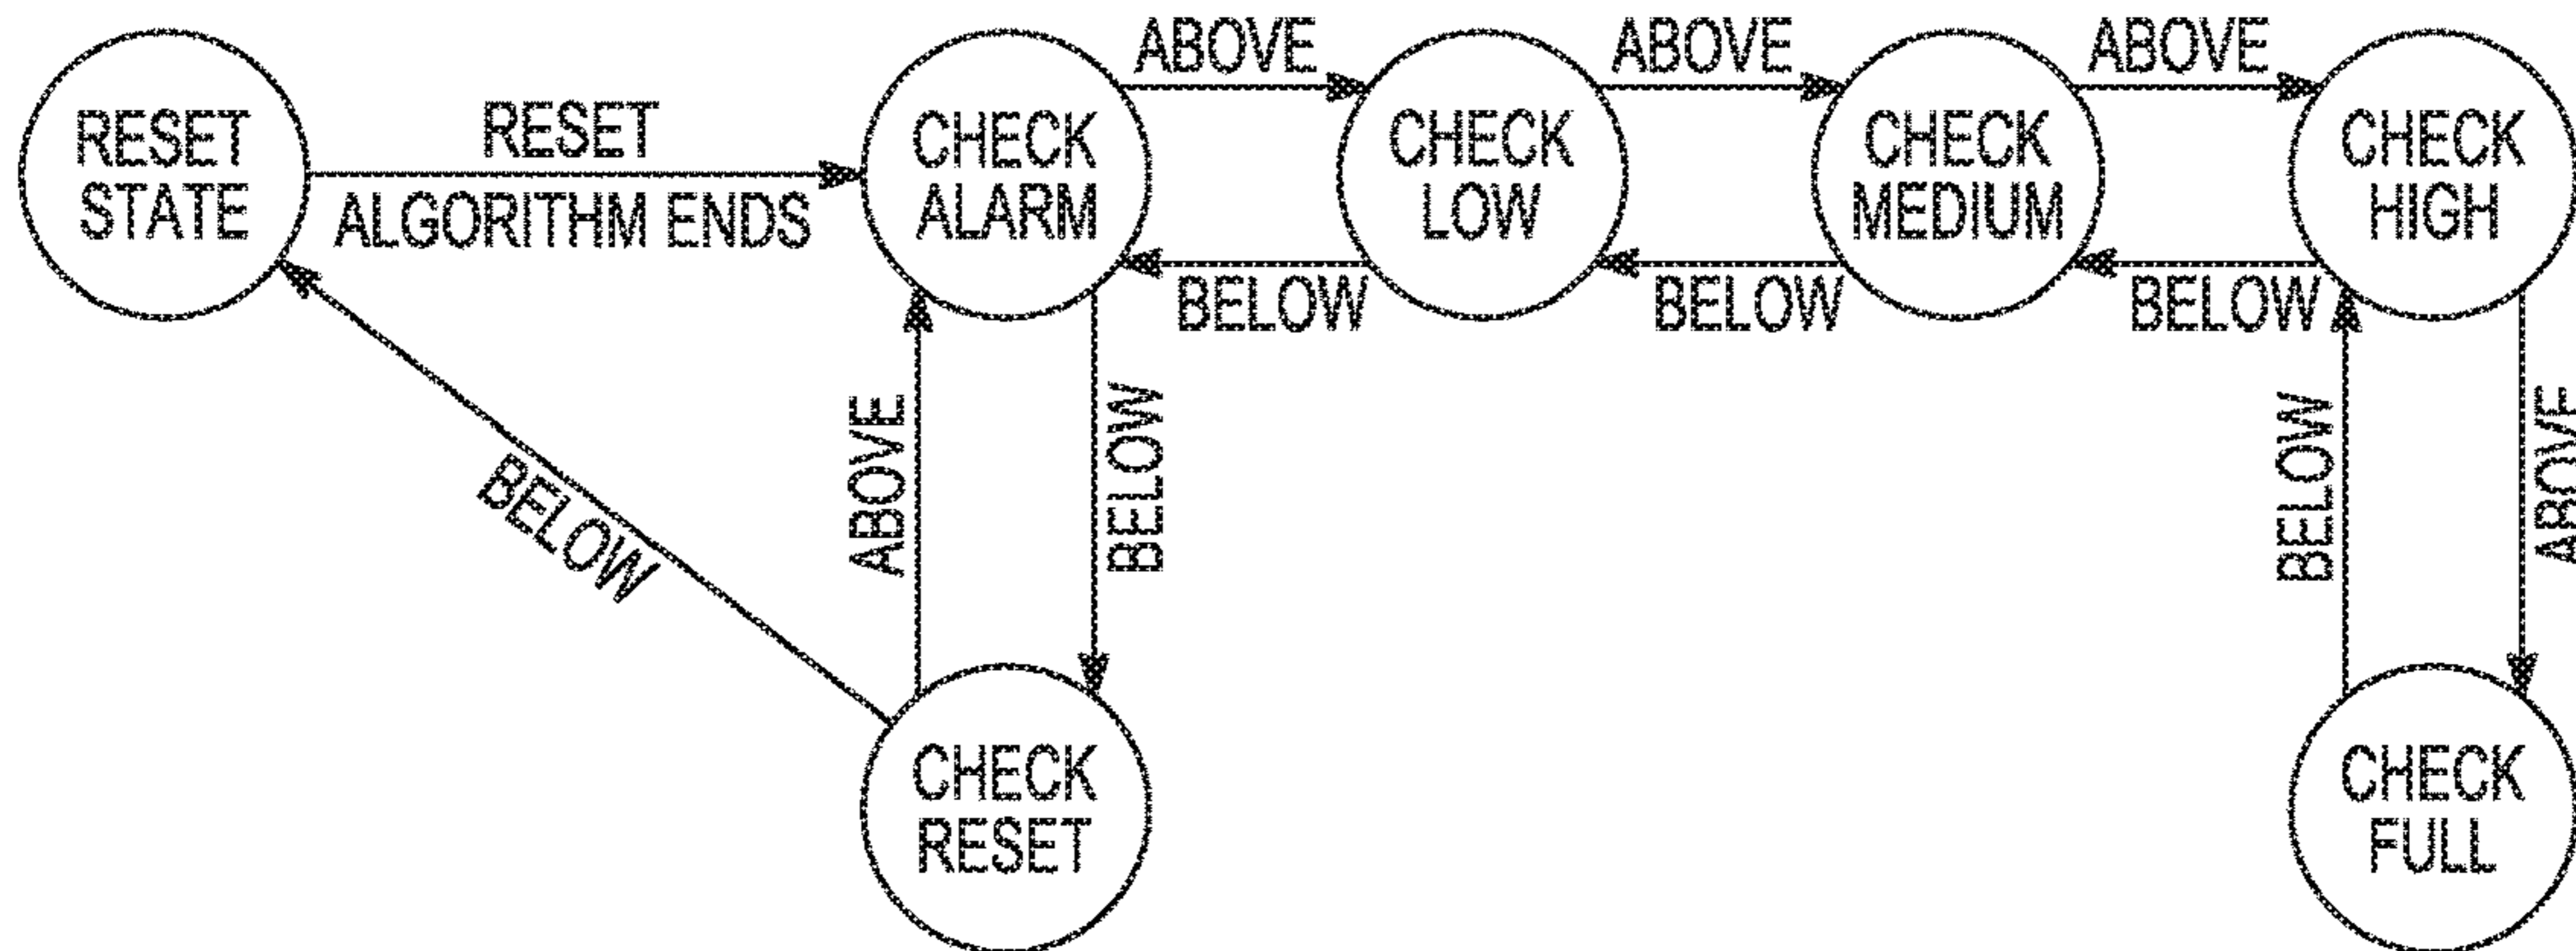 ABOVE
ABOVE
ABOVE
RESET
STATE
RESET
ALGORITHM ENDS
CHECK
ALARM
CHECK
LOW
CHECK
MEDIUM
CHECK
HIGH
BELOW
BELOW
BELOW
BELOW
ABOVE
BELOW
BELOW
ABOVE
CHECK
RESET
CHECK
FULL